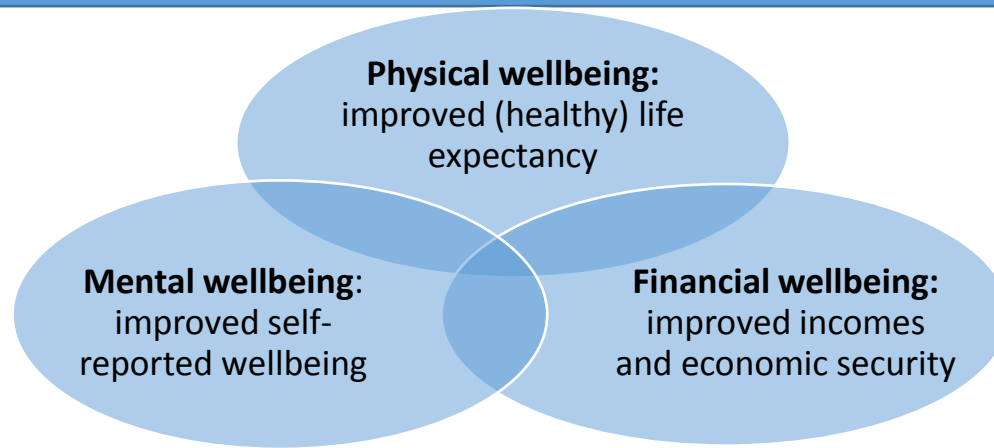 Physical wellbeing:
improved (healthy) life
expectancy
Mental wellbeing:
improved self-
reported wellbeing
Financial wellbeing:
improved incomes
and economic security